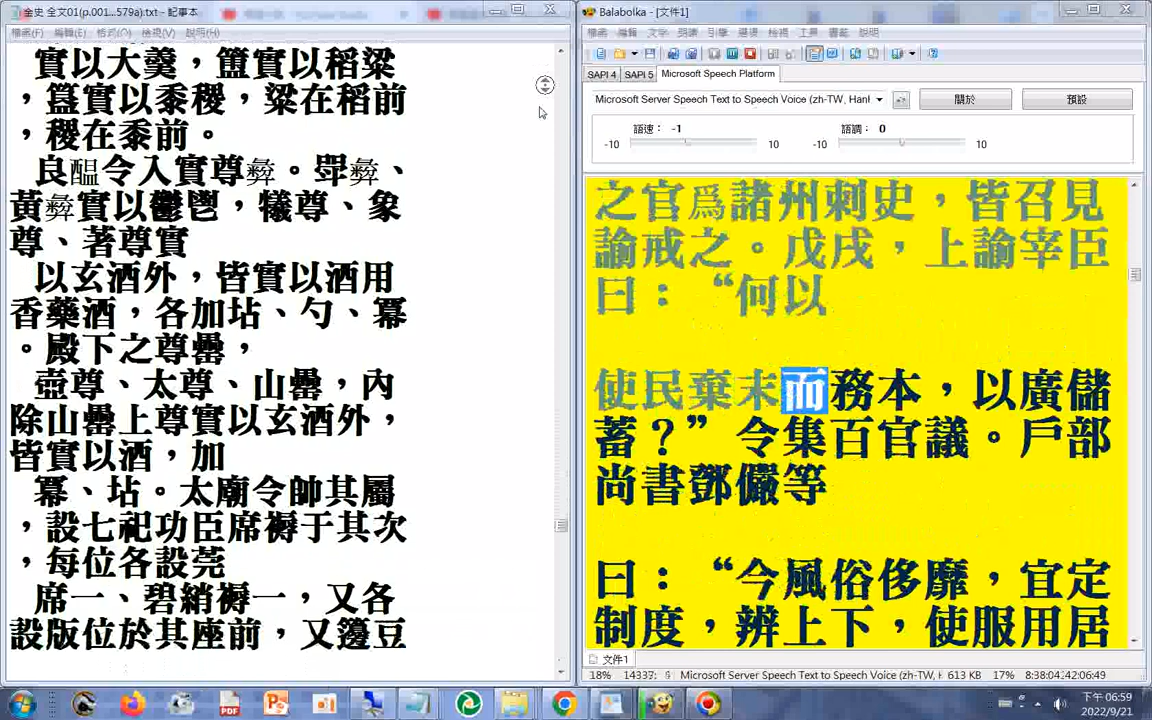 金史 全文01(p.001...579a).txt - 記事本
檔案(F) 編輯(E) 格式(O) 檢視(V) 說明(H)
實以大羹，簠實以稻粱
，簋實以黍稷，粱在稻前
，稷在黍前。
良醞令入實尊彝。斝彝、
黃彝實以鬱鬯，犧尊、象
尊、著尊實
以玄酒外，皆實以酒用
香藥酒，各加坫、勺、冪
。殿下之尊罍，
壺尊、太尊、山罍，內
除山罍上尊實以玄酒外，
皆實以酒，加
冪、坫。太廟令帥其屬
，設七祀功臣席褥于其次
，每位各設莞
席一、碧綃褥一，又各
設版位於其座前，又籩豆
Balabolka - [文件1]
檔案 編輯 檢視 說明
SAPI 4 SAPI 5 Microsoft Speech Platform
Microsoft Server Speech Text to Speech Voice (zh-TW, Hanl
關於 預設
語速： -1 語調： 0
-10 10 -10 10
之官爲諸州刺史，皆召見
諭戒之。戊戌，上諭宰臣
曰：“何以
使民棄末而務本，以廣儲
蓄？”令集百官議。戶部
尚書鄧儼等
曰：“今風俗侈靡，宜定
制度，辨上下，使服用居
文件1
18% 14337: Microsoft Speech Platform Microsoft Server Speech Text to Speech Voice (zh-TW, H 613 KB 17% 8:38:04:42:06:49
下午 06:59
2022/9/21